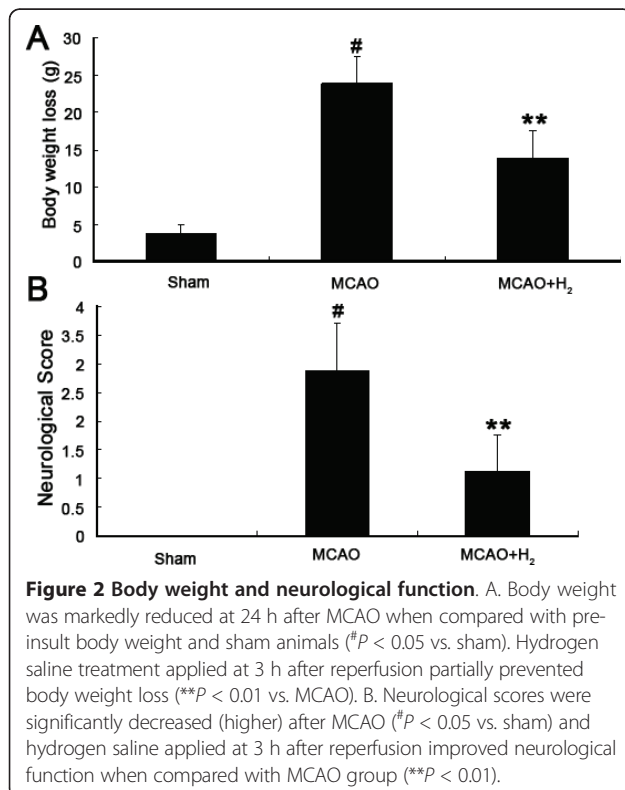 A
30
25
20
15
10
5
0
Body weight loss (g)
#
**
Sham
MCAO
MCAO+H₂
B
4
3.5
2
2.5
2
1.5
1
0.5
0
Neurological Score
#
**
Sham
MCAO
MCAO+H₂
Figure 2 Body weight and neurological function. A. Body weight
was markedly reduced at 24 h after MCAO when compared with pre-
insult body weight and sham animals (#P < 0.05 vs. sham). Hydrogen
saline treatment applied at 3 h after reperfusion partially prevented
body weight loss (**P < 0.01 vs. MCAO). B. Neurological scores were
significantly decreased (higher) after MCAO (#P < 0.05 vs. sham) and
hydrogen saline applied at 3 h after reperfusion improved neurological
function when compared with MCAO group (**P < 0.01).